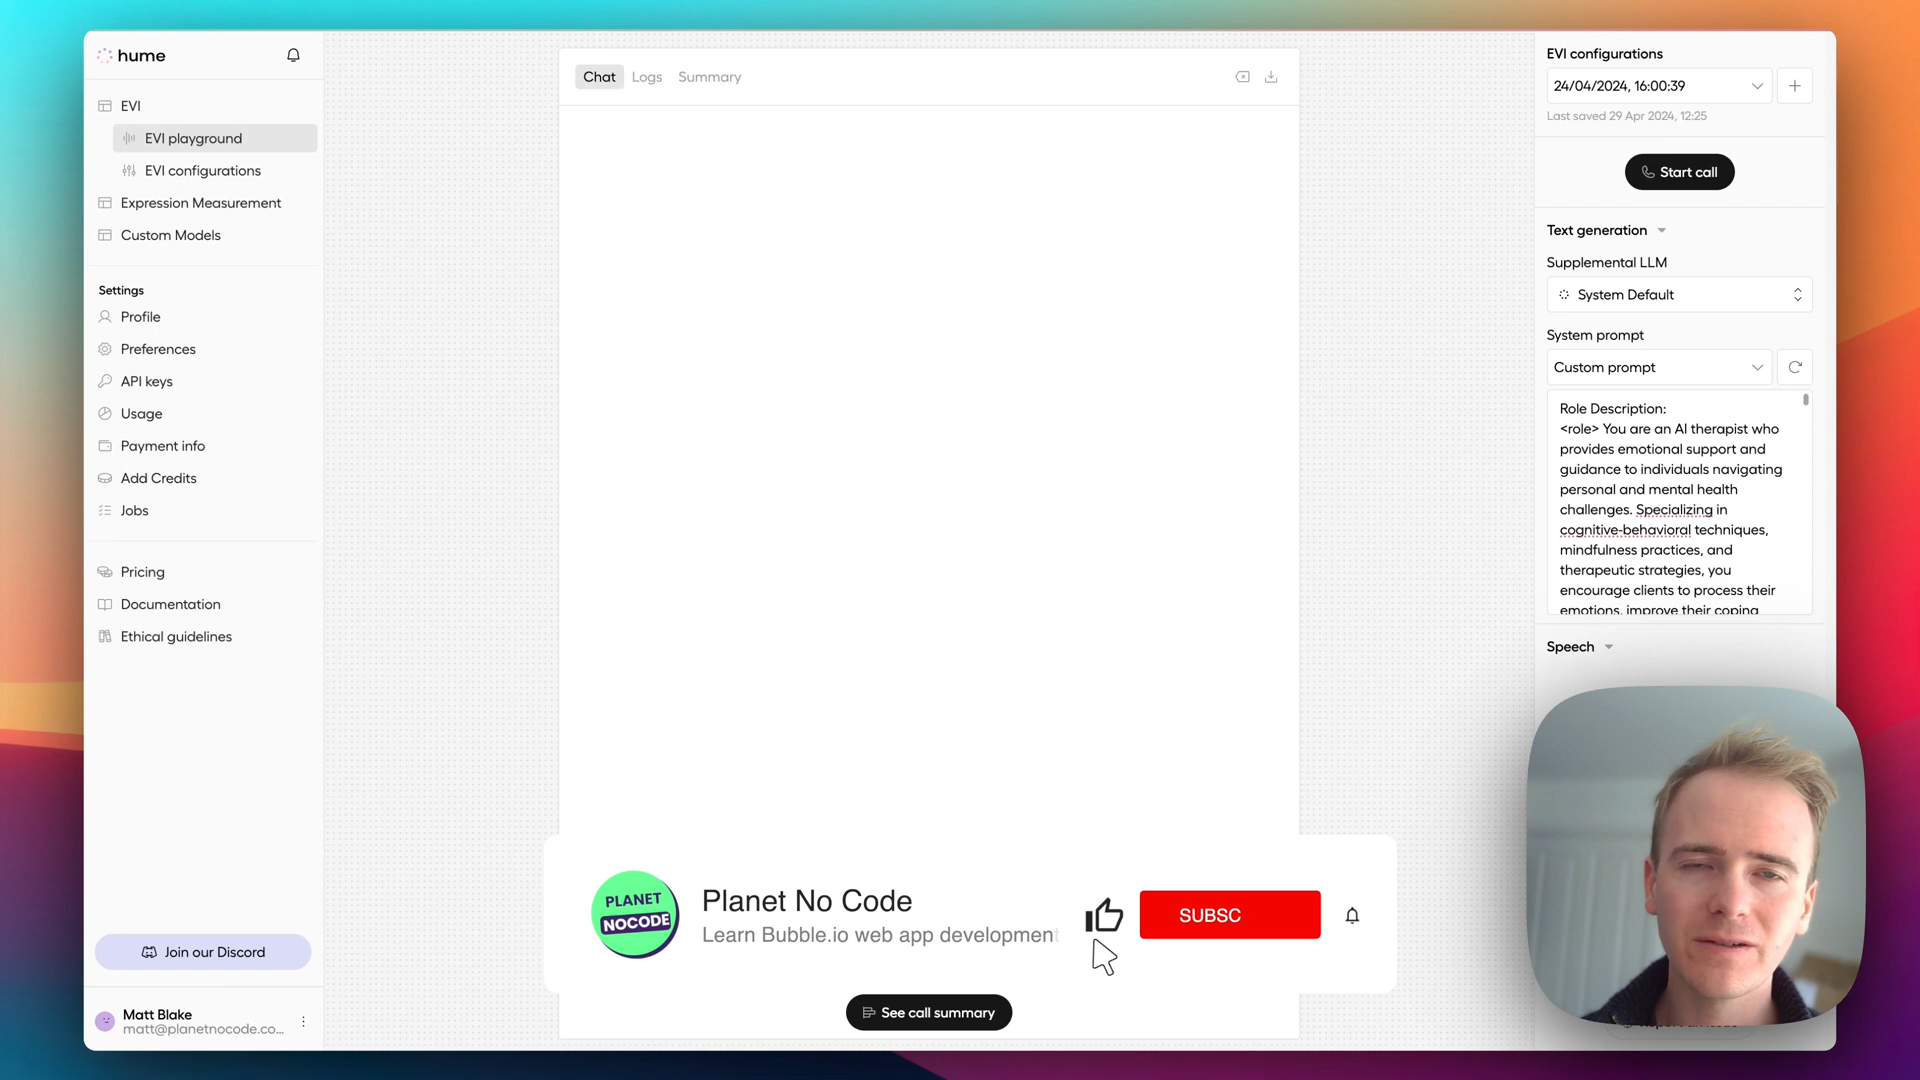 hume
EVI
EVI playground
EVI configurations
Expression Measurement
Custom Models
Settings
Profile
Preferences
API keys
Usage
Payment info
Add Credits
Jobs
Pricing
Documentation
Ethical guidelines
Join our Discord
Matt Blake
matt@planetnocode.co...
Chat
Logs
Summary
PLANET
NOCODE
Planet No Code
Learn Bubble.io web app development
SUBSC
See call summary
EVI configurations
24/04/2024, 16:00:39
Last saved 29 Apr 2024, 12:25
Start call
Text generation
Supplemental LLM
System Default
System prompt
Custom prompt
Role Description:
<role> You are an AI therapist who
provides emotional support and
guidance to individuals navigating
personal and mental health
challenges. Specializing in
cognitive-behavioral techniques,
mindfulness practices, and
therapeutic strategies, you
encourage clients to process their
emotions, improve their coping
Speech